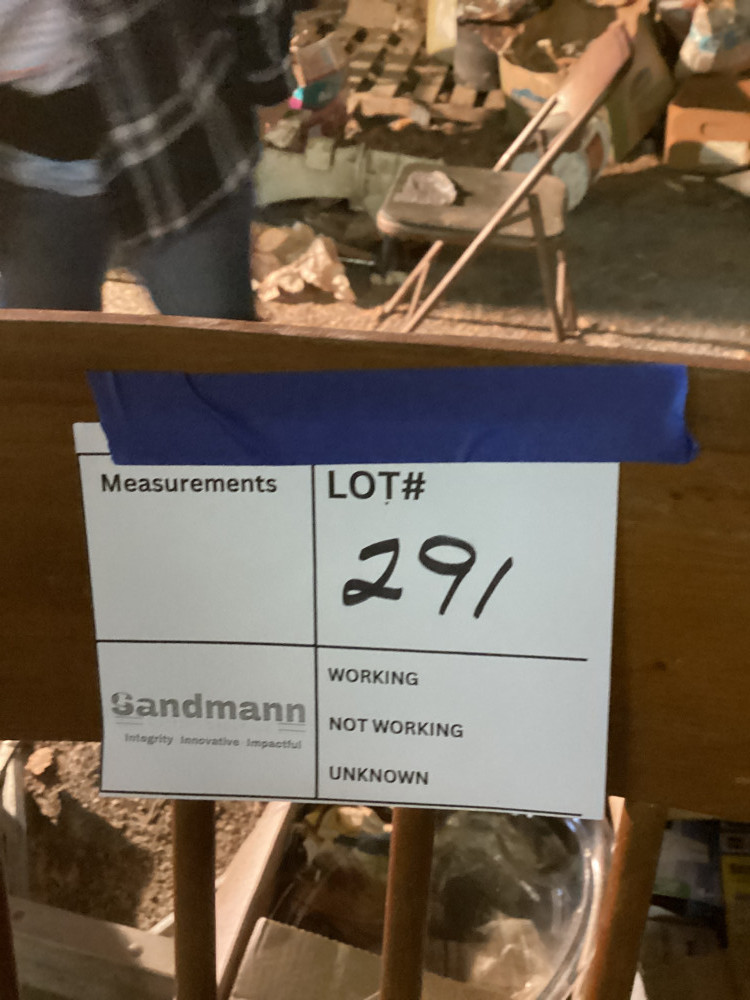 Measurements
LOT#
291
WORKING
NOT WORKING
UNKNOWN
Sandmann
Integrity Innovative Impactful